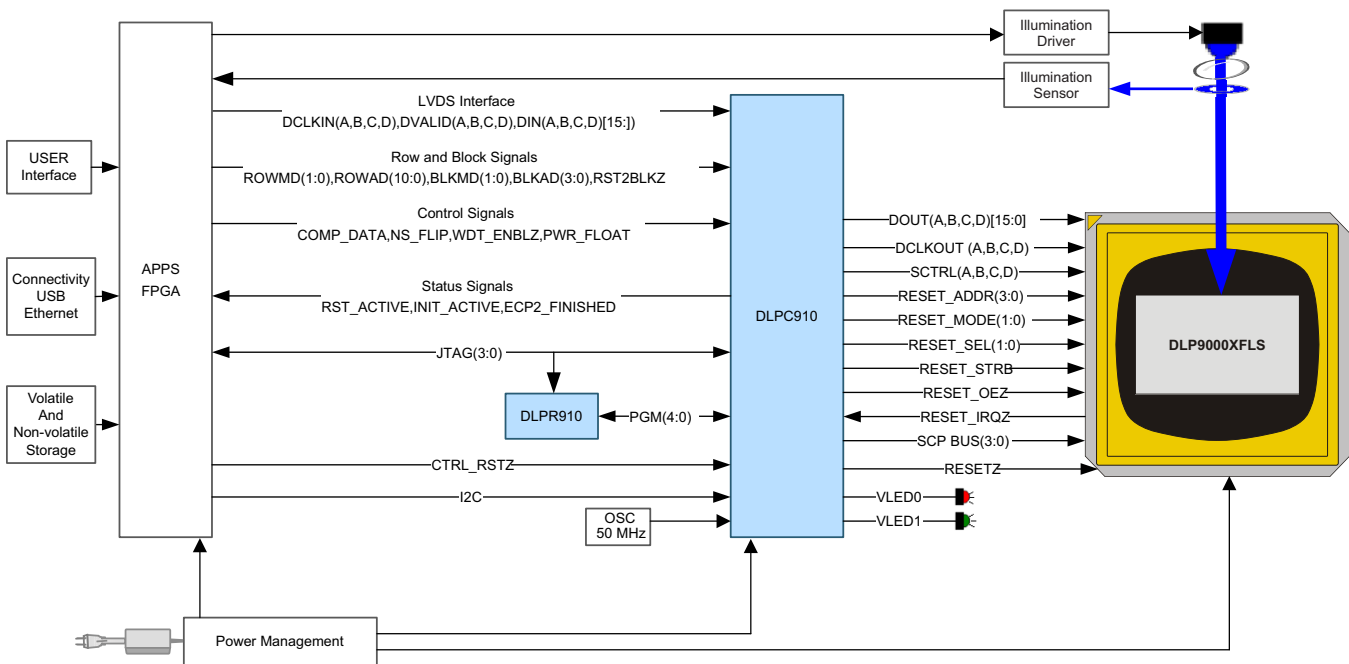 Illumination
Driver
Illumination
Sensor
LVDS Interface
DCLKIN(A,B,C,D),DVALID(A,B,C,D),DIN(A,B,C,D)[15:])
USER
Interface
Row and Block Signals
ROWMD(1:0),ROWAD(10:0),BLKMD(1:0),BLKAD(3:0),RST2BLKZ
Control Signals
COMP_DATA,NS_FLIP,WDT_ENBLZ,PWR_FLOAT
APPS
FPGA
Connectivity
USB
Ethernet
Status Signals
RST_ACTIVE,INIT_ACTIVE,ECP2_FINISHED
DLPC910
DOUT(A,B,C,D)[15:0]
DCLKOUT (A,B,C,D)
SCTRL(A,B,C,D)
RESET_ADDR(3:0)
RESET_MODE(1:0)
RESET_SEL(1:0)
RESET_STRB
RESET_OEZ
RESET_IRQZ
SCP BUS(3:0)
RESETZ
VLED0
VLED1
DLP9000XFLS
JTAG(3:0)
DLPR910
PGM(4:0)
Volatile
And
Non-volatile
Storage
CTRL_RSTZ
I2C
OSC
50 MHz
Power Management